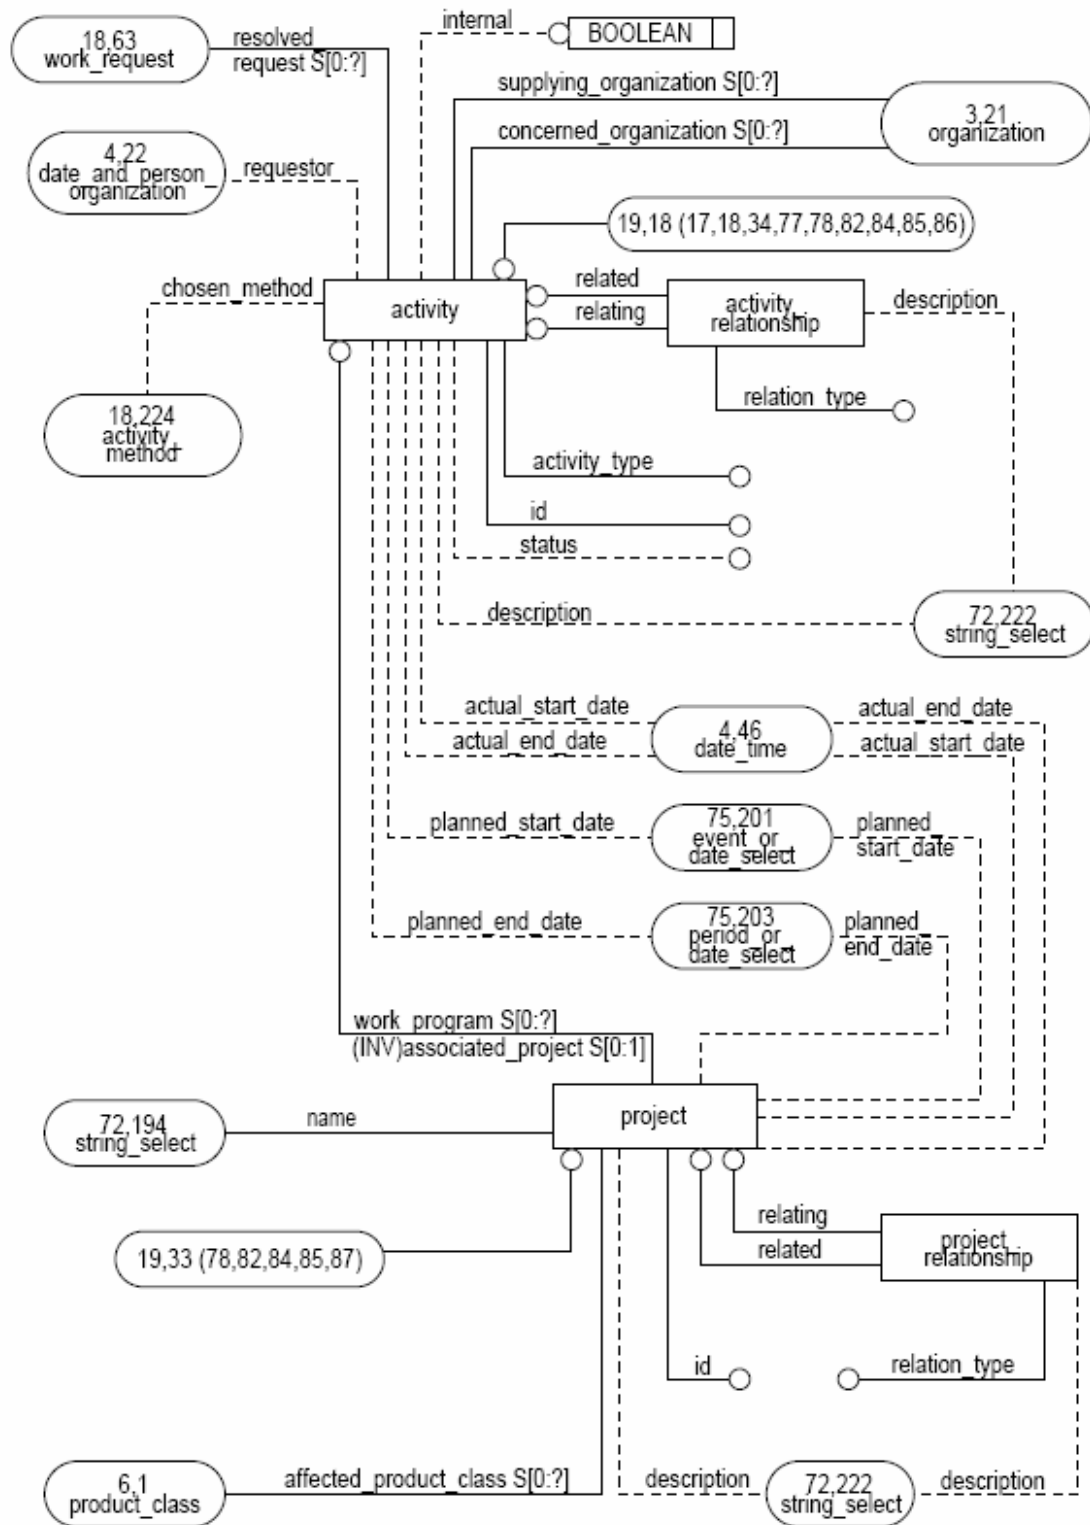 internal
BOOLEAN
18,63
work_request
resolved_
request S[0:?]
supplying_organization S[0:?]
concerned_organization S[0:?]
3,21
organization
4,22
date_and_person_
organization
requestor
19,18 (17,18,34,77,78,82,84,85,86)
chosen_method
activity
related
relating
activity_
relationship
description
18,224
activity_
method
relation_type
activity_type
id
status
description
72,222
string_select
actual_start_date
actual_end_date
4,46
date_time
actual_end_date
actual_start_date
planned_start_date
75,201
event_or_
date_select
planned_
start_date
planned_end_date
75,203
period_or_
date_select
planned_
end_date
work_program S[0:?]
(INV)associated_project S[0:1]
72,194
string_select
name
project
relating
related
project_
relationship
19,33 (78,82,84,85,87)
id
relation_type
6,1
product_class
affected_product_class S[0:?]
description
72,222
string_select
description